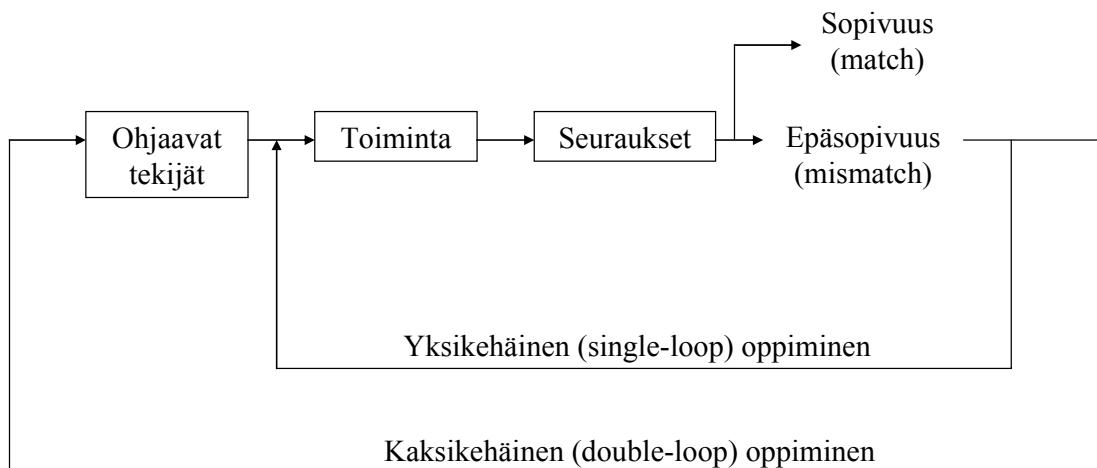 Sopivuus
(match)
Ohjaavat
tekijät
Toiminta
Seuraukset
Epäsopivuus
(mismatch)
Yksikehäinen (single-loop) oppiminen
Kaksikehäinen (double-loop) oppiminen